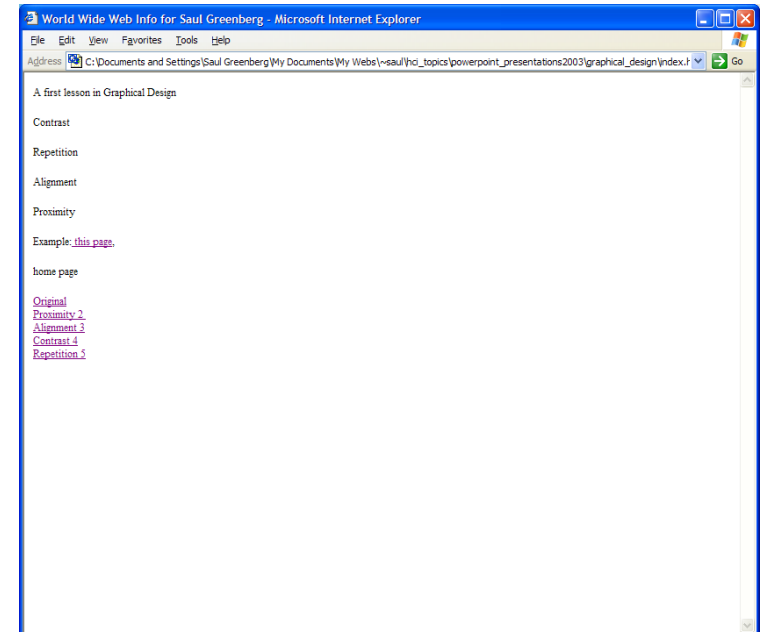 World Wide Web Info for Saul Greenberg - Microsoft Internet Explorer
File Edit View Favorites Tools Help
Address C:\Documents and Settings\Saul Greenberg\My Documents\My Webs\~saul\hci_topics\powerpoint_presentations2003\graphical_design\index.h Go
A first lesson in Graphical Design
Contrast
Repetition
Alignment
Proximity
Example: this page,
home page
Original
Proximity 2
Alignment 3
Contrast 4
Repetition 5